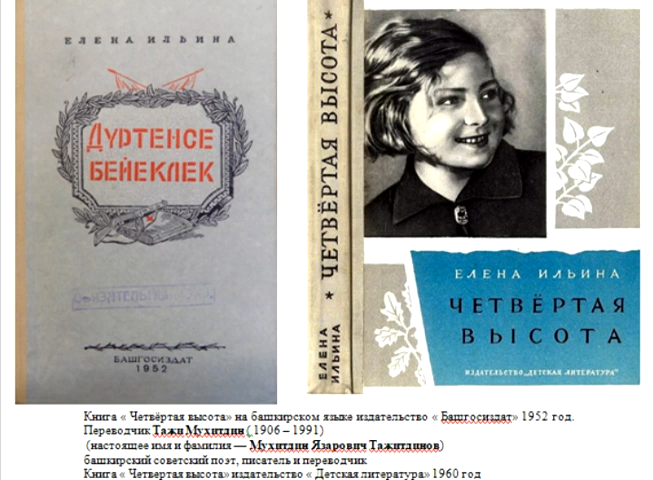 ЕЛЕНА ИЛЬИНА
ДҮРТЕНСЕ
БЕЙЕКЛЕК
БАШГОСИЗДАТ
1952
★ ЧЕТВЁРТАЯ ВЫСОТА ★
ЕЛЕНА
ИЛЬИНА
ЕЛЕНА ИЛЬИНА
ЧЕТВЁРТАЯ
ВЫСОТА
ИЗДАТЕЛЬСТВО „ДЕТСКАЯ ЛИТЕРАТУРА"
Книга « Четвёртая высота» на башкирском языке издательство « Башгосиздат» 1952 год.
Переводчик Тажи Мухитдин ( 1906 – 1991)
(настоящее имя и фамилия — Мухитдин Язарович Тажитдинов)
башкирский советский поэт, писатель и переводчик
Книга « Четвертая высота» издательство « Детская литература» 1960 год